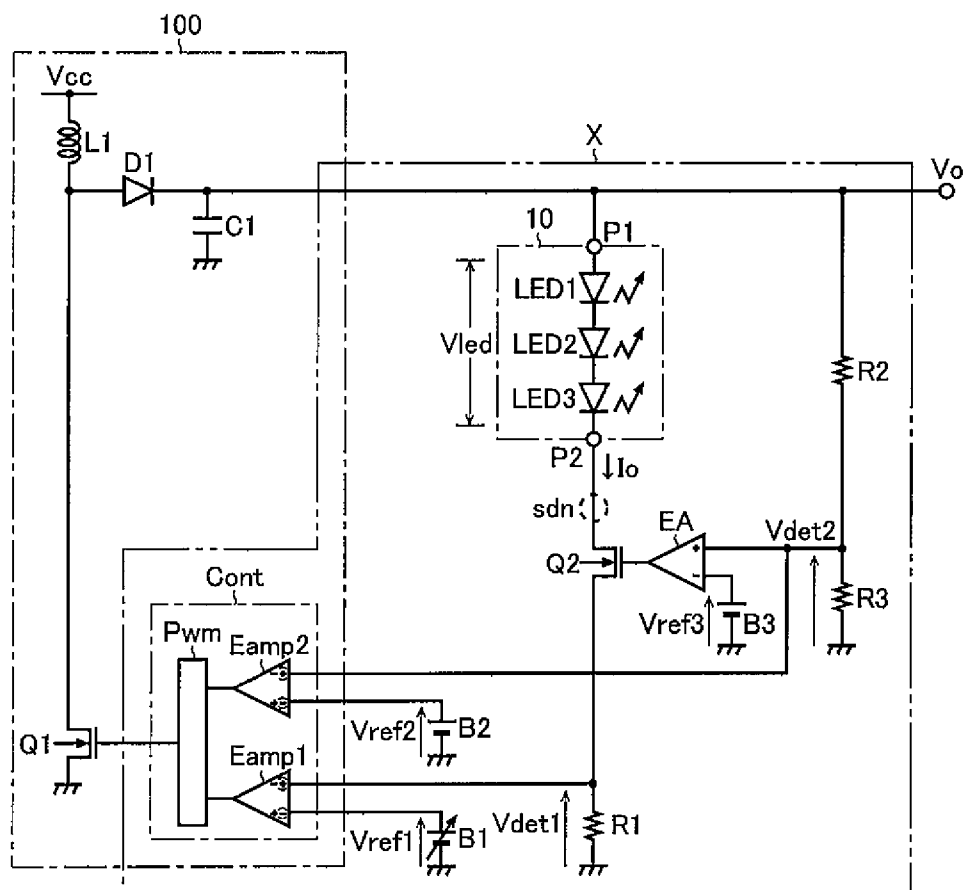 100
Vcc
L1
D1
C1
X
Vo
10
P1
LED1
LED2
LED3
Vled
R2
P2
↓Io
sdn
EA
Vdet2
Q2
+
-
Vref3
B3
R3
Cont
Pwm
Eamp2
Vref2
B2
Q1
Eamp1
Vref1
B1
Vdet1
R1